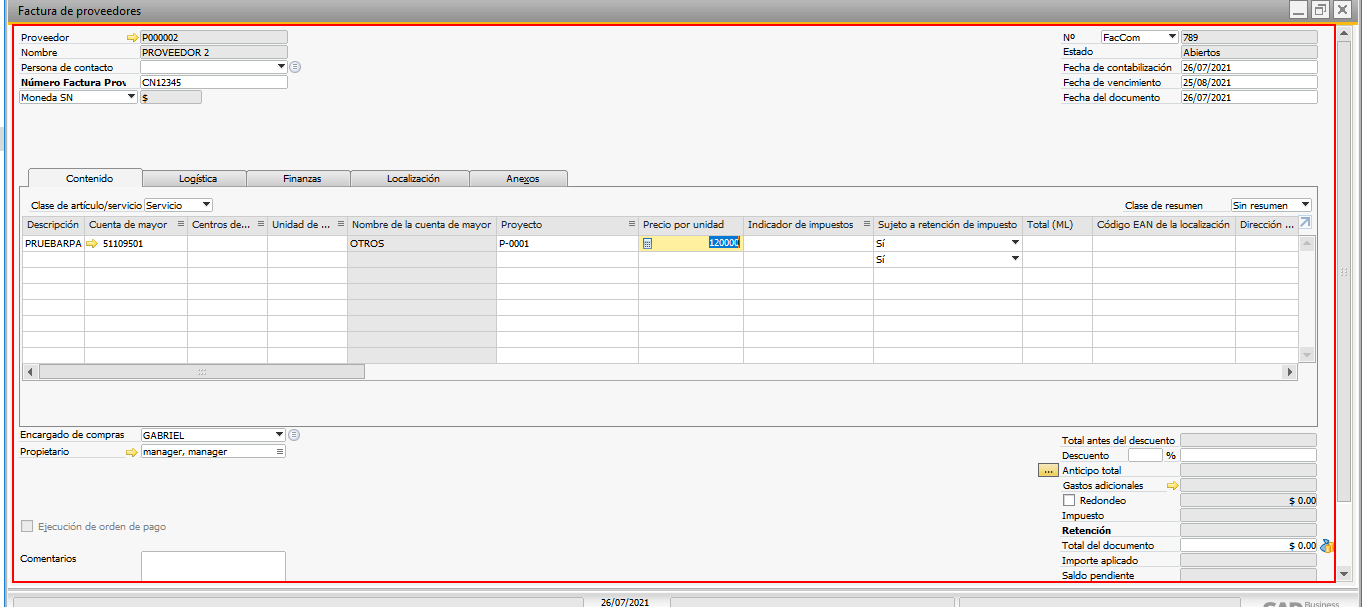 Factura de proveedores
Proveedor P000002
Nombre PROVEEDOR 2
Persona de contacto
Número Factura Prov CN12345
Moneda SN $
Nº FacCom 789
Estado Abiertos
Fecha de contabilización 26/07/2021
Fecha de vencimiento 25/08/2021
Fecha del documento 26/07/2021
Contenido Logística Finanzas Localización Anexos
Clase de artículo/servicio Servicio Clase de resumen Sin resumen
Descripción Cuenta de mayor Centros de... Unidad de ... Nombre de la cuenta de mayor Proyecto Precio por unidad Indicador de impuestos Sujeto a retención de impuesto Total (ML) Código EAN de la localización Dirección ...
PRUEBARPA 51109501 OTROS P-0001 120000 Sí
Sí
Encargado de compras GABRIEL
Propietario manager, manager
Ejecución de orden de pago
Comentarios
Total antes del descuento
Descuento %
... Anticipo total
Gastos adicionales
Redondeo $ 0.00
Impuesto
Retención
Total del documento $ 0.00
Importe aplicado
Saldo pendiente
26/07/2021
Business